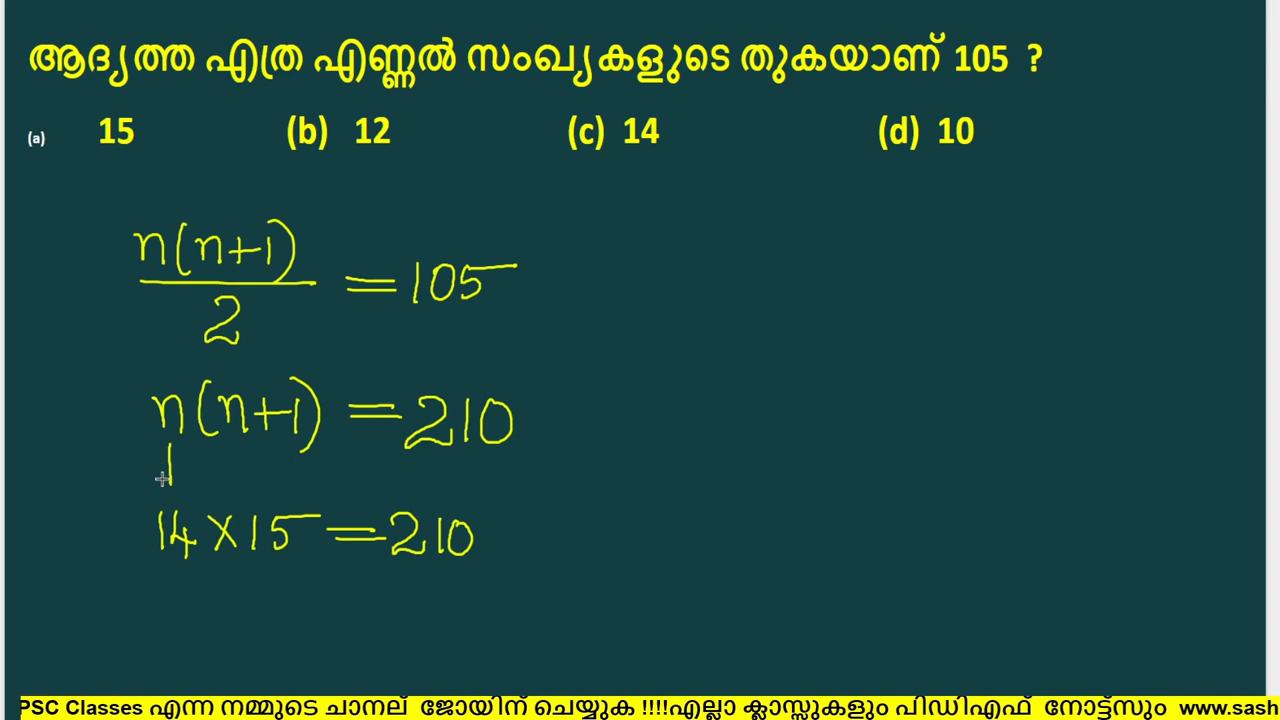 ആദ്യത്ത എത്ര എണ്ണൽ സംഖ്യകളുടെ തുകയാണ് 105 ?
(a) 15 (b) 12 (c) 14 (d) 10
n(n+1)/2 = 105
n(n+1) = 210
14 × 15 = 210
PSC Classes എന്ന നമ്മുടെ ചാനല് ജോയിന് ചെയ്യുക !!!!എല്ലാ ക്ലാസ്സുകളും പിഡിഎഫ് നോട്ട്സും www.sash